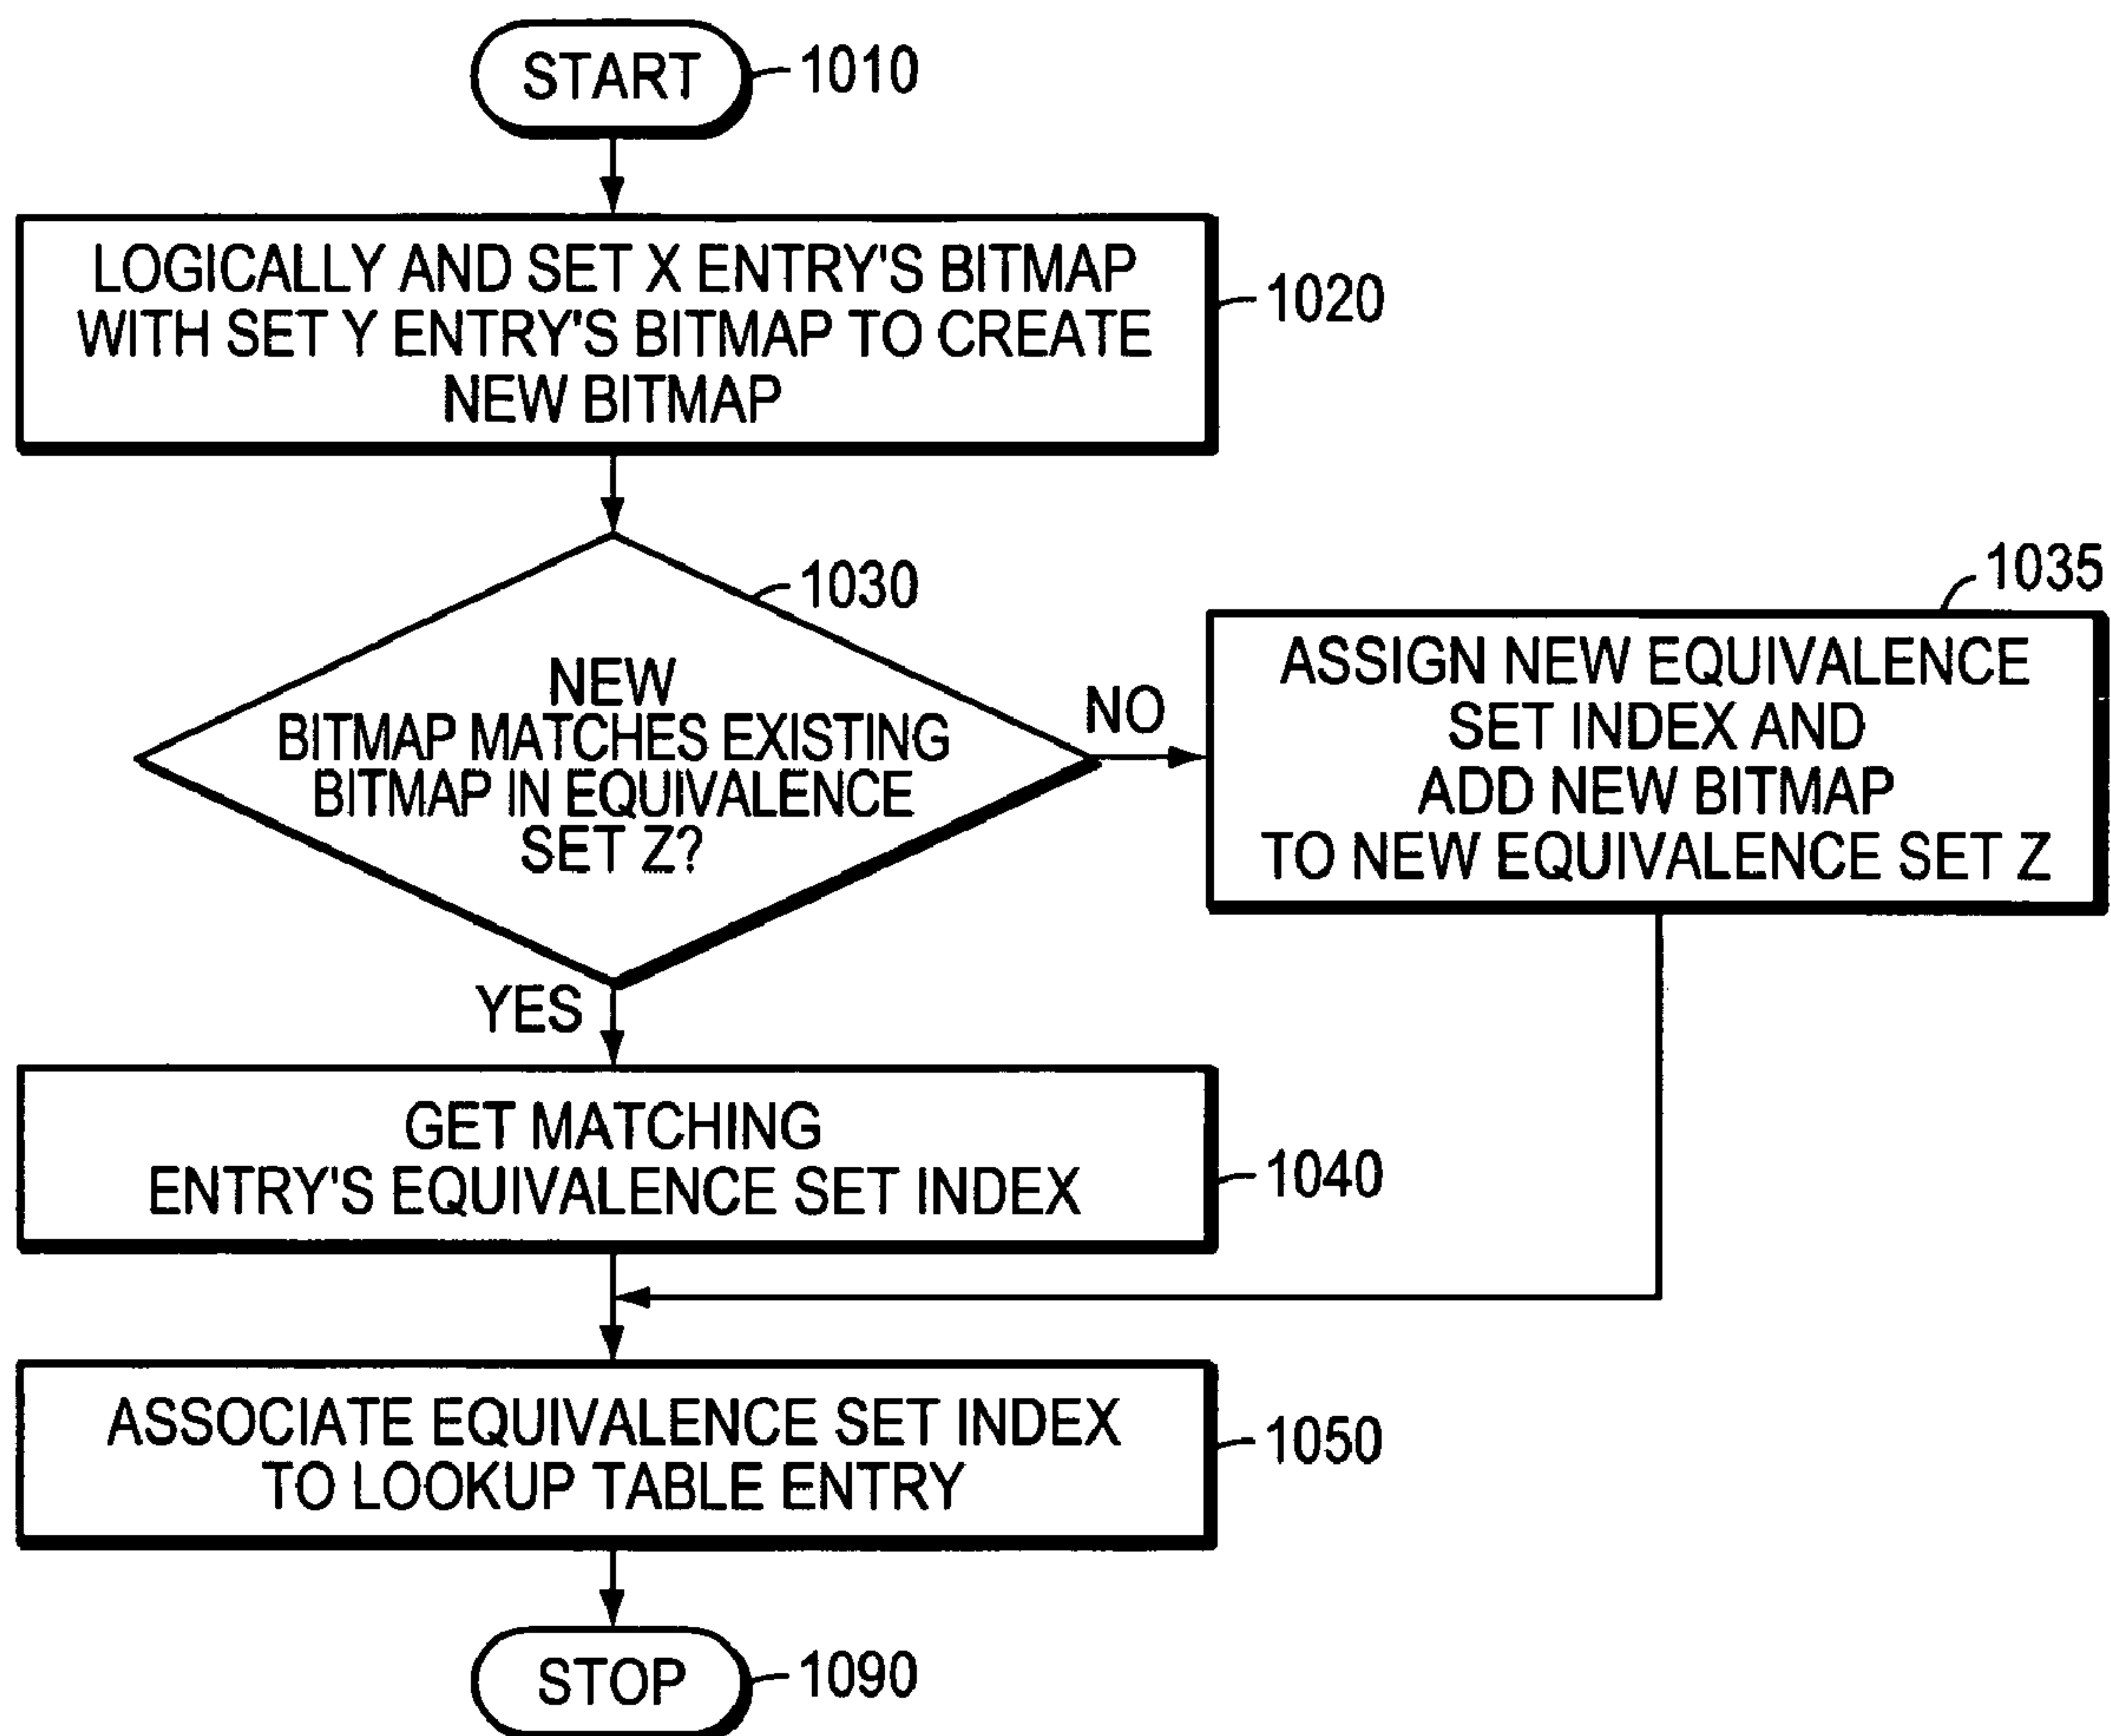 START
1010
LOGICALLY AND SET X ENTRY'S BITMAP
WITH SET Y ENTRY'S BITMAP TO CREATE
NEW BITMAP
1020
1030
NEW
BITMAP MATCHES EXISTING
BITMAP IN EQUIVALENCE
SET Z?
NO
1035
ASSIGN NEW EQUIVALENCE
SET INDEX AND
ADD NEW BITMAP
TO NEW EQUIVALENCE SET Z
YES
GET MATCHING
ENTRY'S EQUIVALENCE SET INDEX
1040
ASSOCIATE EQUIVALENCE SET INDEX
TO LOOKUP TABLE ENTRY
1050
STOP
1090